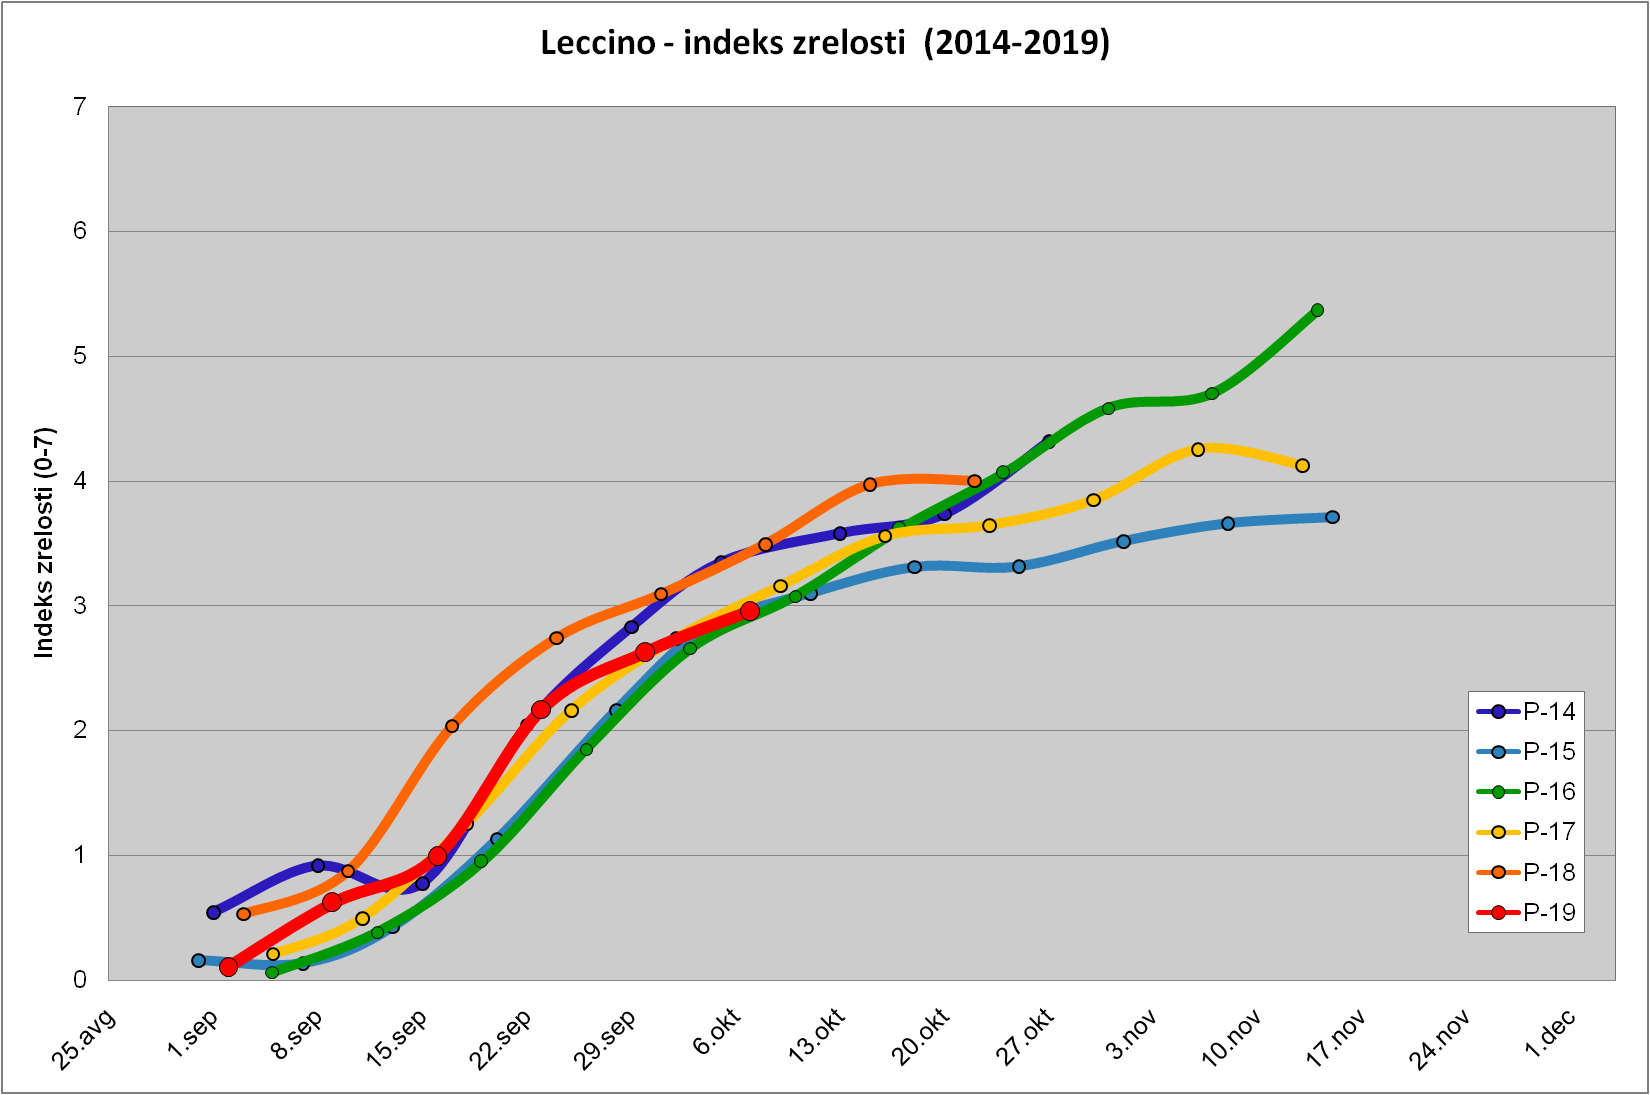 Leccino - indeks zrelosti  (2014-2019)
7
6
5
4
3
2
1
0
Indeks zrelosti (0-7)
25.avg
1.sep
8.sep
15.sep
22.sep
29.sep
6.okt
13.okt
20.okt
27.okt
3.nov
10.nov
17.nov
24.nov
1.dec
P-14
P-15
P-16
P-17
P-18
P-19